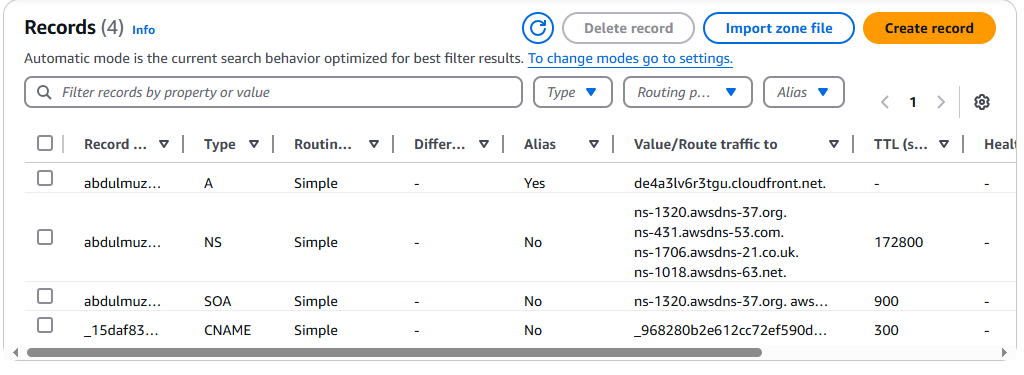 Records (4) Info
Delete record
Import zone file
Create record
Automatic mode is the current search behavior optimized for best filter results. To change modes go to settings.
Filter records by property or value
Type
Routing p...
Alias
1
Record ... Type Routin... Differ... Alias Value/Route traffic to TTL (s... Healt
abdulmuz... A Simple - Yes de4a3lv6r3tgu.cloudfront.net. - -
ns-1320.awsdns-37.org.
ns-431.awsdns-53.com.
abdulmuz... NS Simple - No 172800 -
ns-1706.awsdns-21.co.uk.
ns-1018.awsdns-63.net.
abdulmuz... SOA Simple - No ns-1320.awsdns-37.org. aws... 900 -
_15daf83... CNAME Simple - No _968280b2e612cc72ef590d... 300 -